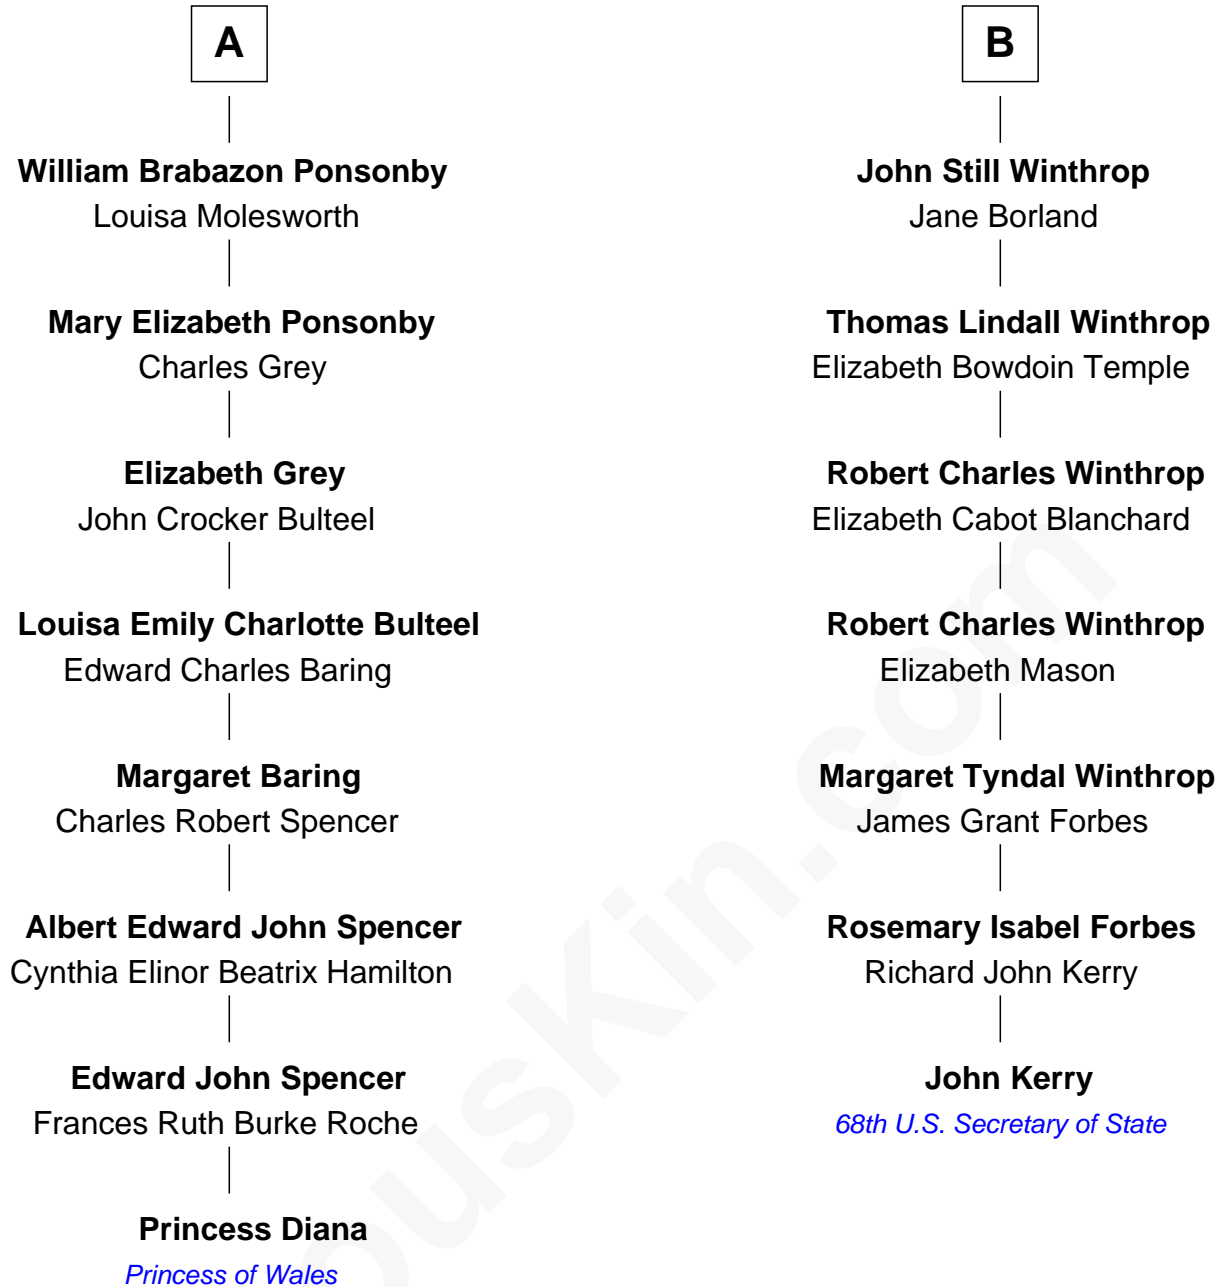 A
William Brabazon Ponsonby
Louisa Molesworth
Mary Elizabeth Ponsonby
Charles Grey
Elizabeth Grey
John Crocker Bulteel
Louisa Emily Charlotte Bulteel
Edward Charles Baring
Margaret Baring
Charles Robert Spencer
Albert Edward John Spencer
Cynthia Elinor Beatrix Hamilton
Edward John Spencer
Frances Ruth Burke Roche
Princess Diana
Princess of Wales
B
John Still Winthrop
Jane Borland
Thomas Lindall Winthrop
Elizabeth Bowdoin Temple
Robert Charles Winthrop
Elizabeth Cabot Blanchard
Robert Charles Winthrop
Elizabeth Mason
Margaret Tyndal Winthrop
James Grant Forbes
Rosemary Isabel Forbes
Richard John Kerry
John Kerry
68th U.S. Secretary of State
ousKin.com